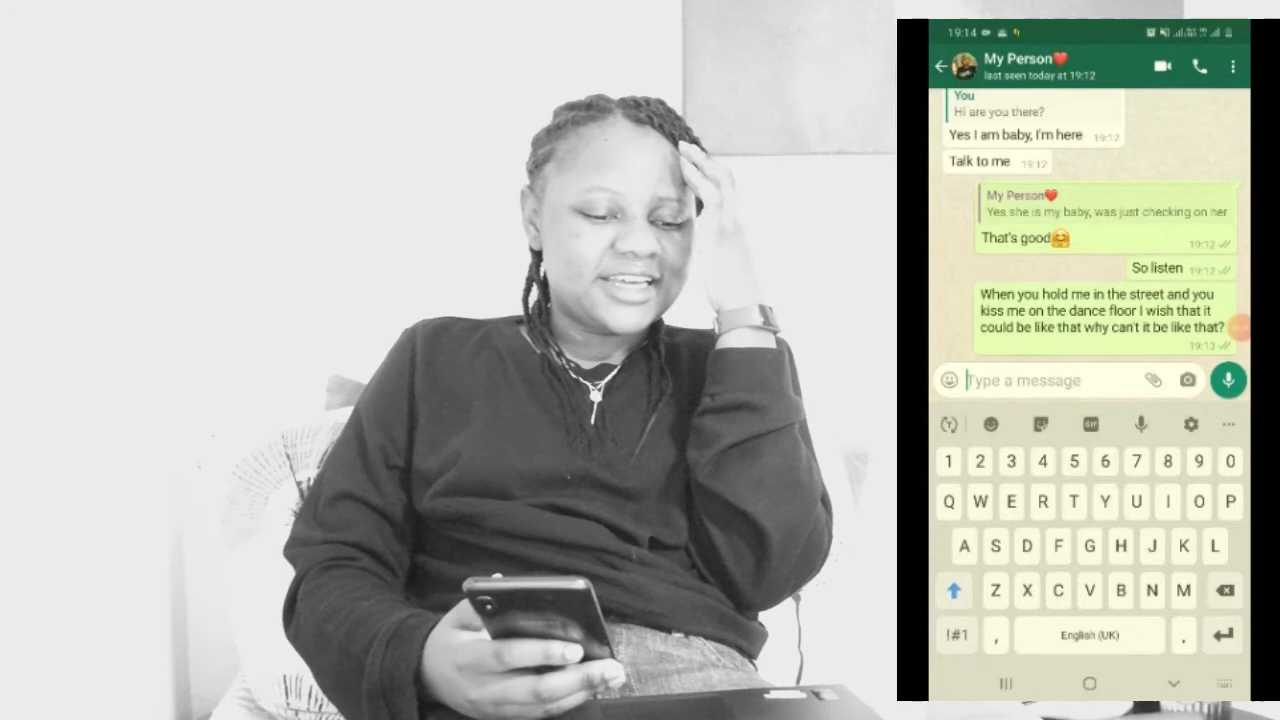 19:14
My Person❤️
last seen today at 19:12
You
Hi are you there?
Yes I am baby, I'm here 19:12
Talk to me 19:12
My Person❤️
Yes she is my baby, was just checking on her
That's good🤗 19:12
So listen 19:12
When you hold me in the street and you
kiss me on the dance floor I wish that it
could be like that why can't it be like that?
19:13
Type a message
GIF
1 2 3 4 5 6 7 8 9 0
Q W E R T Y U I O P
A S D F G H J K L
Z X C V B N M
!#1 , English (UK) .